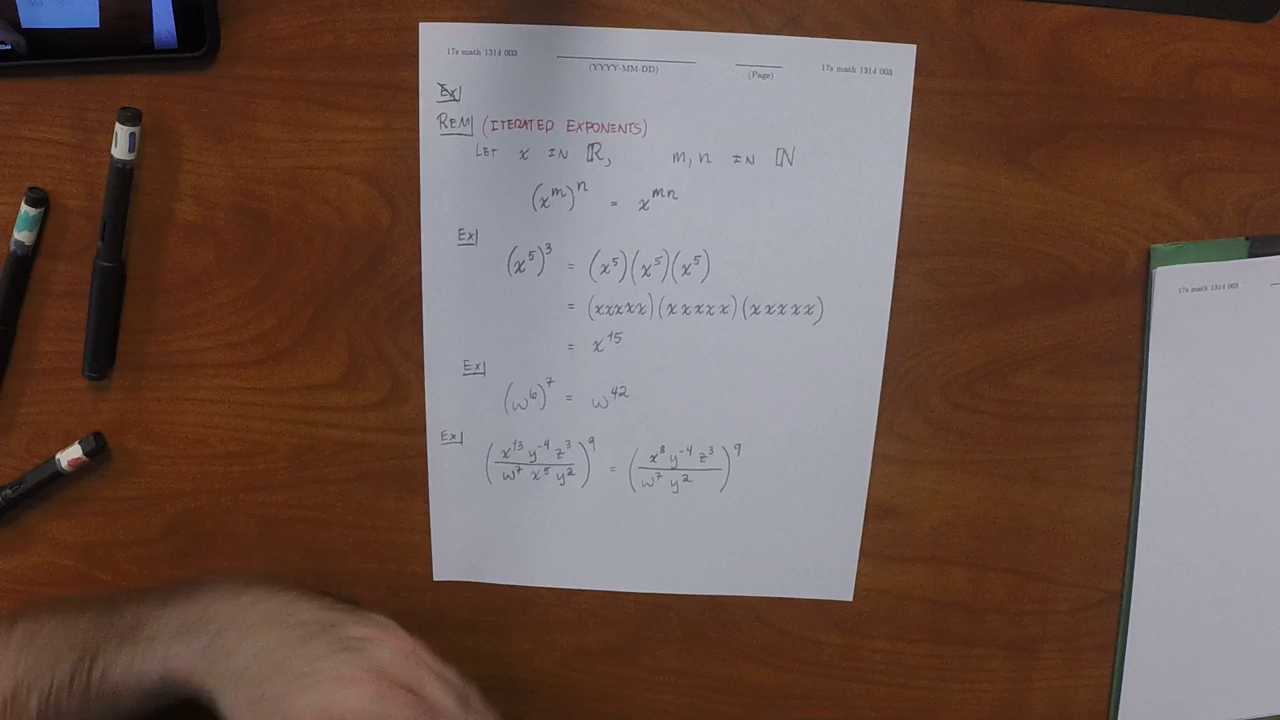 17s math 1314 003
(YYYY-MM-DD)
(Page)
17s math 1314 003
Ex
REM (ITERATED EXPONENTS)
LET x IN ℝ, m, n IN ℕ
(x^m)^n = x^{mn}
Ex
(x^5)^3 = (x^5)(x^5)(x^5)
= (xxxxx)(xxxxx)(xxxxx)
= x^{15}
Ex
(w^6)^7 = w^{42}
Ex
(x^{13} y^{-4} z^3 / w^7 x^5 y^2)^9 = (x^8 y^{-4} z^3 / w^7 y^2)^9
17s math 1314 003